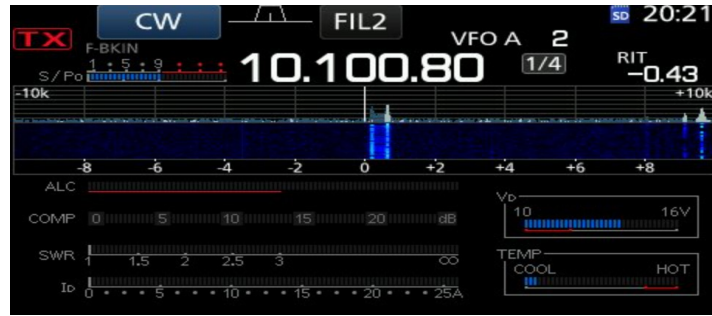 CW FIL2 SD 20:21
TX F-BKIN VFO A 2
S/Po 1 5 9 10.100.80 1/4 RIT -0.43
-10k +10k
-8 -6 -4 -2 0 +2 +4 +6 +8
ALC
COMP 0 5 10 15 20 dB
SWR 1 1.5 2 2.5 3 ∞
ID 0 5 10 15 20 25A
VD
10 16V
TEMP
COOL HOT